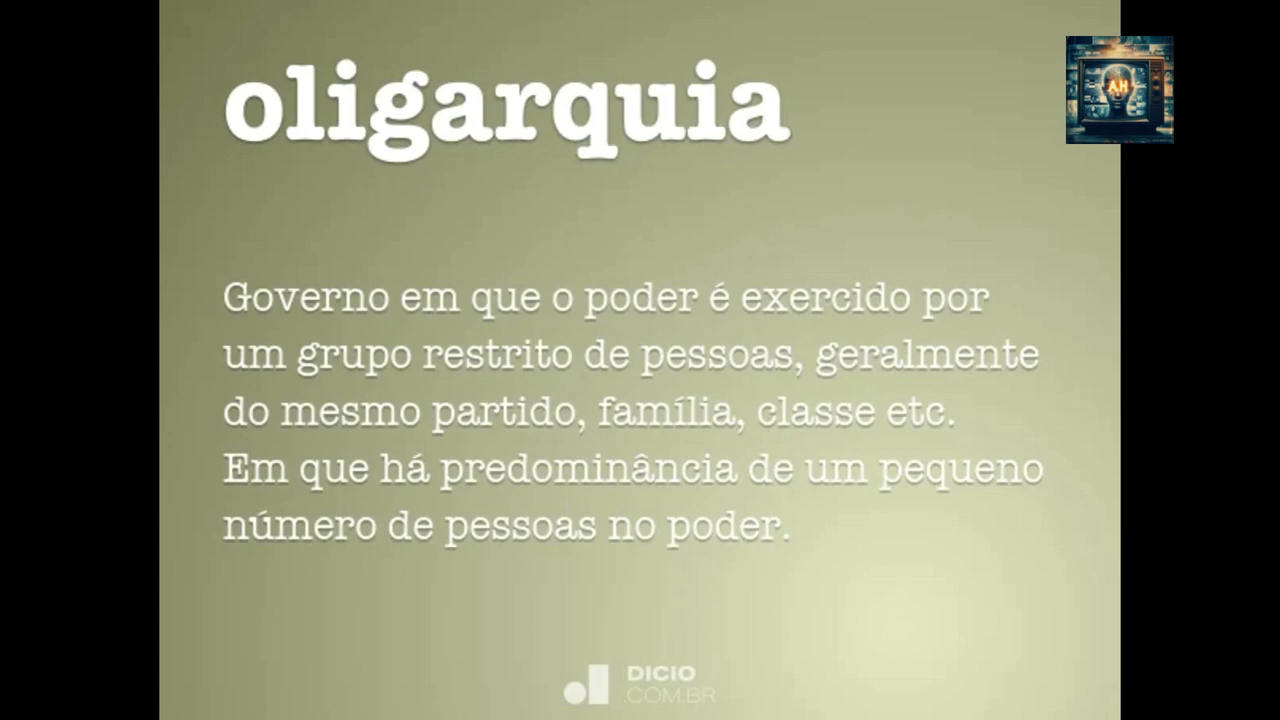 oligarquia
AH
Governo em que o poder é exercido por
um grupo restrito de pessoas, geralmente
do mesmo partido, família, classe etc.
Em que há predominância de um pequeno
número de pessoas no poder.
DICIO
.COM.BR